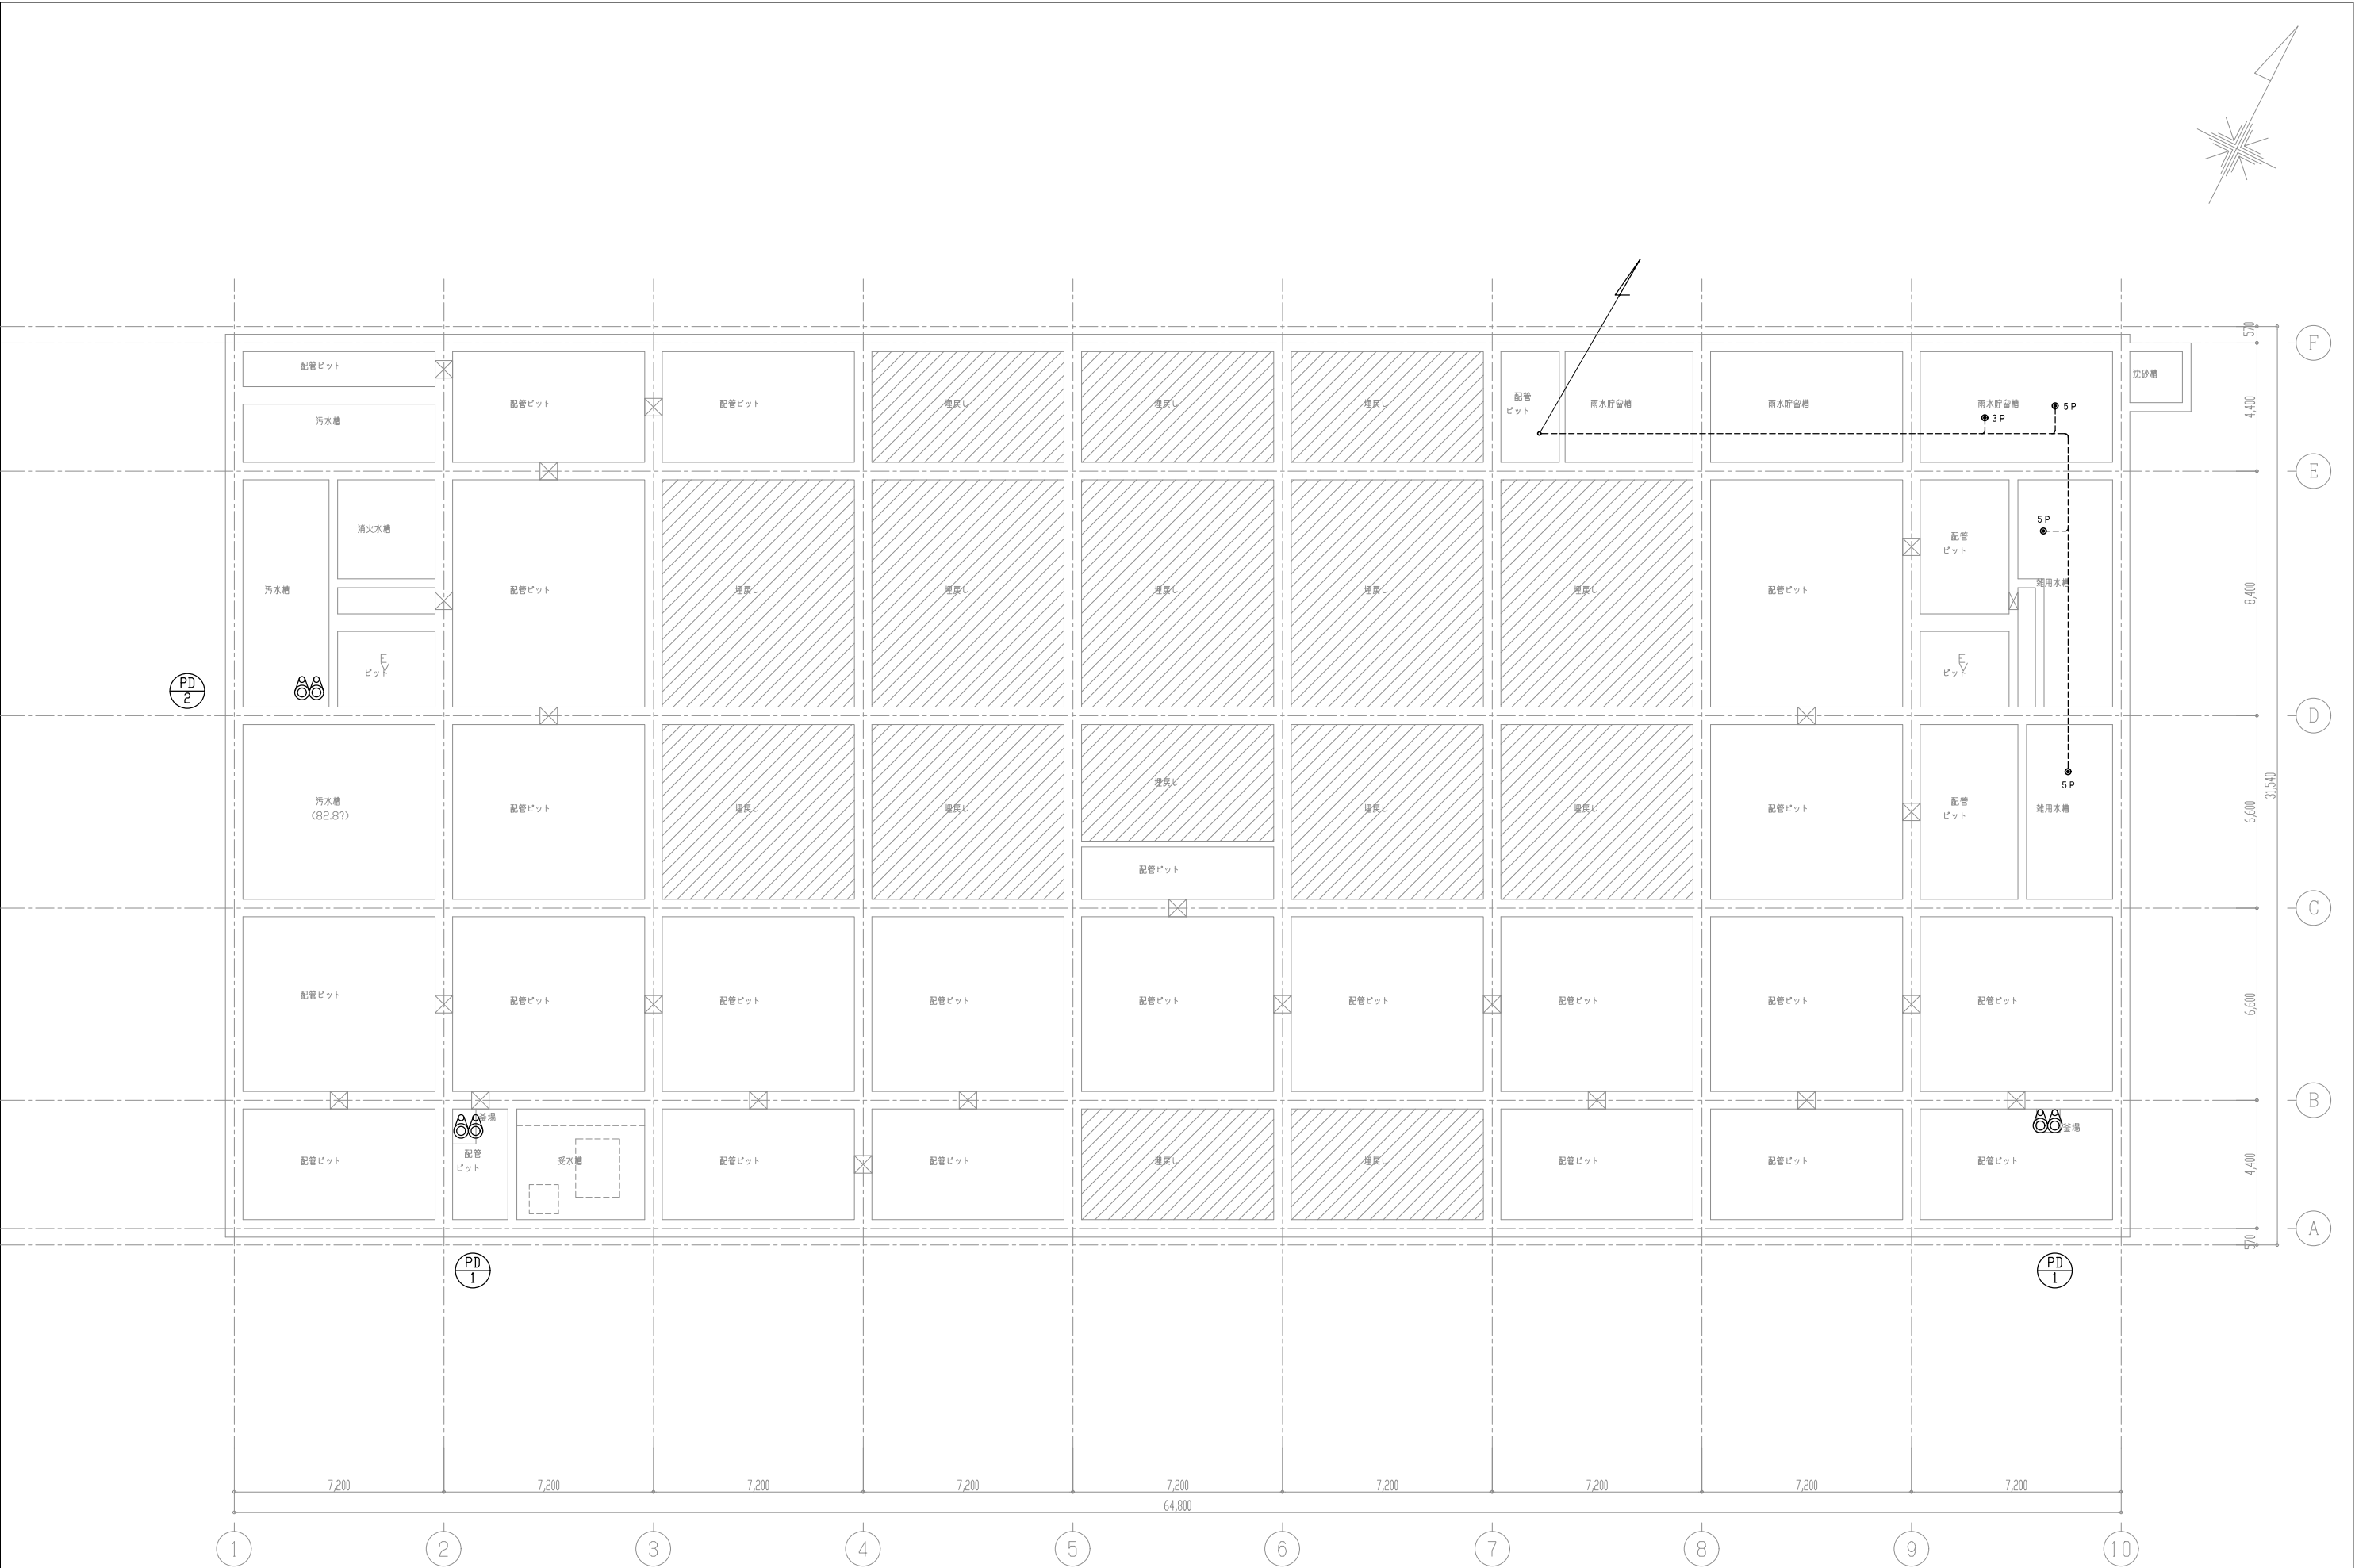 570
F
配管ピット
配管ピット
配管ピット
埋戻し
埋戻し
埋戻し
配管
ピット
雨水貯留槽
雨水貯留槽
雨水貯留槽
5P
3P
沈砂槽
4,400
汚水槽
E
消火水槽
汚水槽
配管ピット
埋戻し
埋戻し
埋戻し
埋戻し
埋戻し
配管ピット
配管
ピット
5P
雑用水槽
8,400
EV
ピット
EV
ピット
PD
2
D
汚水槽
(82.8?)
配管ピット
埋戻し
埋戻し
埋戻し
埋戻し
埋戻し
配管ピット
配管
ピット
5P
雑用水槽
6,600
31,540
配管ピット
C
配管ピット
配管ピット
配管ピット
配管ピット
配管ピット
配管ピット
配管ピット
配管ピット
配管ピット
6,600
B
釜場
釜場
配管ピット
配管
ピット
受水槽
配管ピット
配管ピット
埋戻し
埋戻し
配管ピット
配管ピット
配管ピット
4,400
A
570
PD
1
PD
1
7,200
7,200
7,200
7,200
7,200
7,200
7,200
7,200
7,200
64,800
1
2
3
4
5
6
7
8
9
10